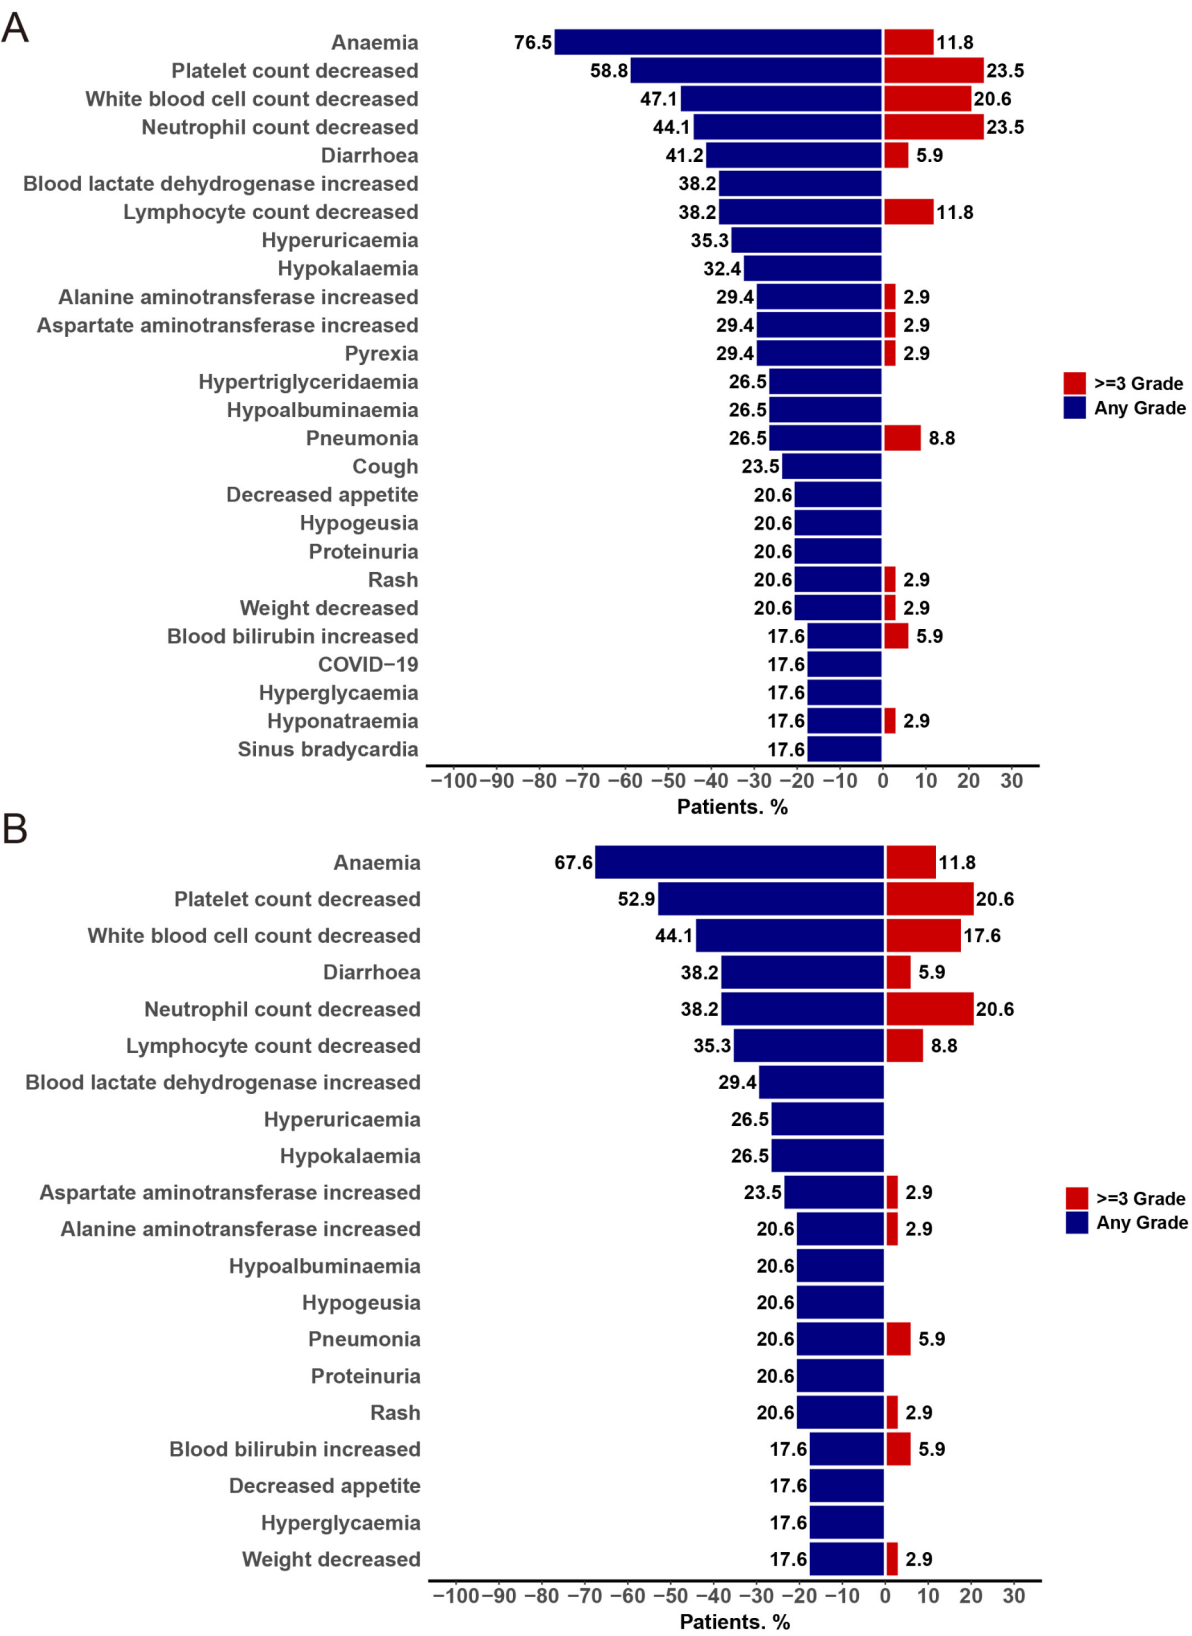 A
Anaemia 76.5 11.8
Platelet count decreased 58.8 23.5
White blood cell count decreased 47.1 20.6
Neutrophil count decreased 44.1 23.5
Diarrhoea 41.2 5.9
Blood lactate dehydrogenase increased 38.2
Lymphocyte count decreased 38.2 11.8
Hyperuricaemia 35.3
Hypokalaemia 32.4
Alanine aminotransferase increased 29.4 2.9
Aspartate aminotransferase increased 29.4 2.9
Pyrexia 29.4 2.9
Hypertriglyceridaemia 26.5
>=3 Grade
Hypoalbuminaemia 26.5
Any Grade
Pneumonia 26.5 8.8
Cough 23.5
Decreased appetite 20.6
Hypogeusia 20.6
Proteinuria 20.6
Rash 20.6 2.9
Weight decreased 20.6 2.9
Blood bilirubin increased 17.6 5.9
COVID−19 17.6
Hyperglycaemia 17.6
Hyponatraemia 17.6 2.9
Sinus bradycardia 17.6
−100 −90 −80 −70 −60 −50 −40 −30 −20 −10 0 10 20 30
Patients. %
B
Anaemia 67.6 11.8
Platelet count decreased 52.9 20.6
White blood cell count decreased 44.1 17.6
Diarrhoea 38.2 5.9
Neutrophil count decreased 38.2 20.6
Lymphocyte count decreased 35.3 8.8
Blood lactate dehydrogenase increased 29.4
Hyperuricaemia 26.5
Hypokalaemia 26.5
Aspartate aminotransferase increased 23.5 2.9
>=3 Grade
Alanine aminotransferase increased 20.6 2.9
Any Grade
Hypoalbuminaemia 20.6
Hypogeusia 20.6
Pneumonia 20.6 5.9
Proteinuria 20.6
Rash 20.6 2.9
Blood bilirubin increased 17.6 5.9
Decreased appetite 17.6
Hyperglycaemia 17.6
Weight decreased 17.6 2.9
−100 −90 −80 −70 −60 −50 −40 −30 −20 −10 0 10 20 30
Patients. %